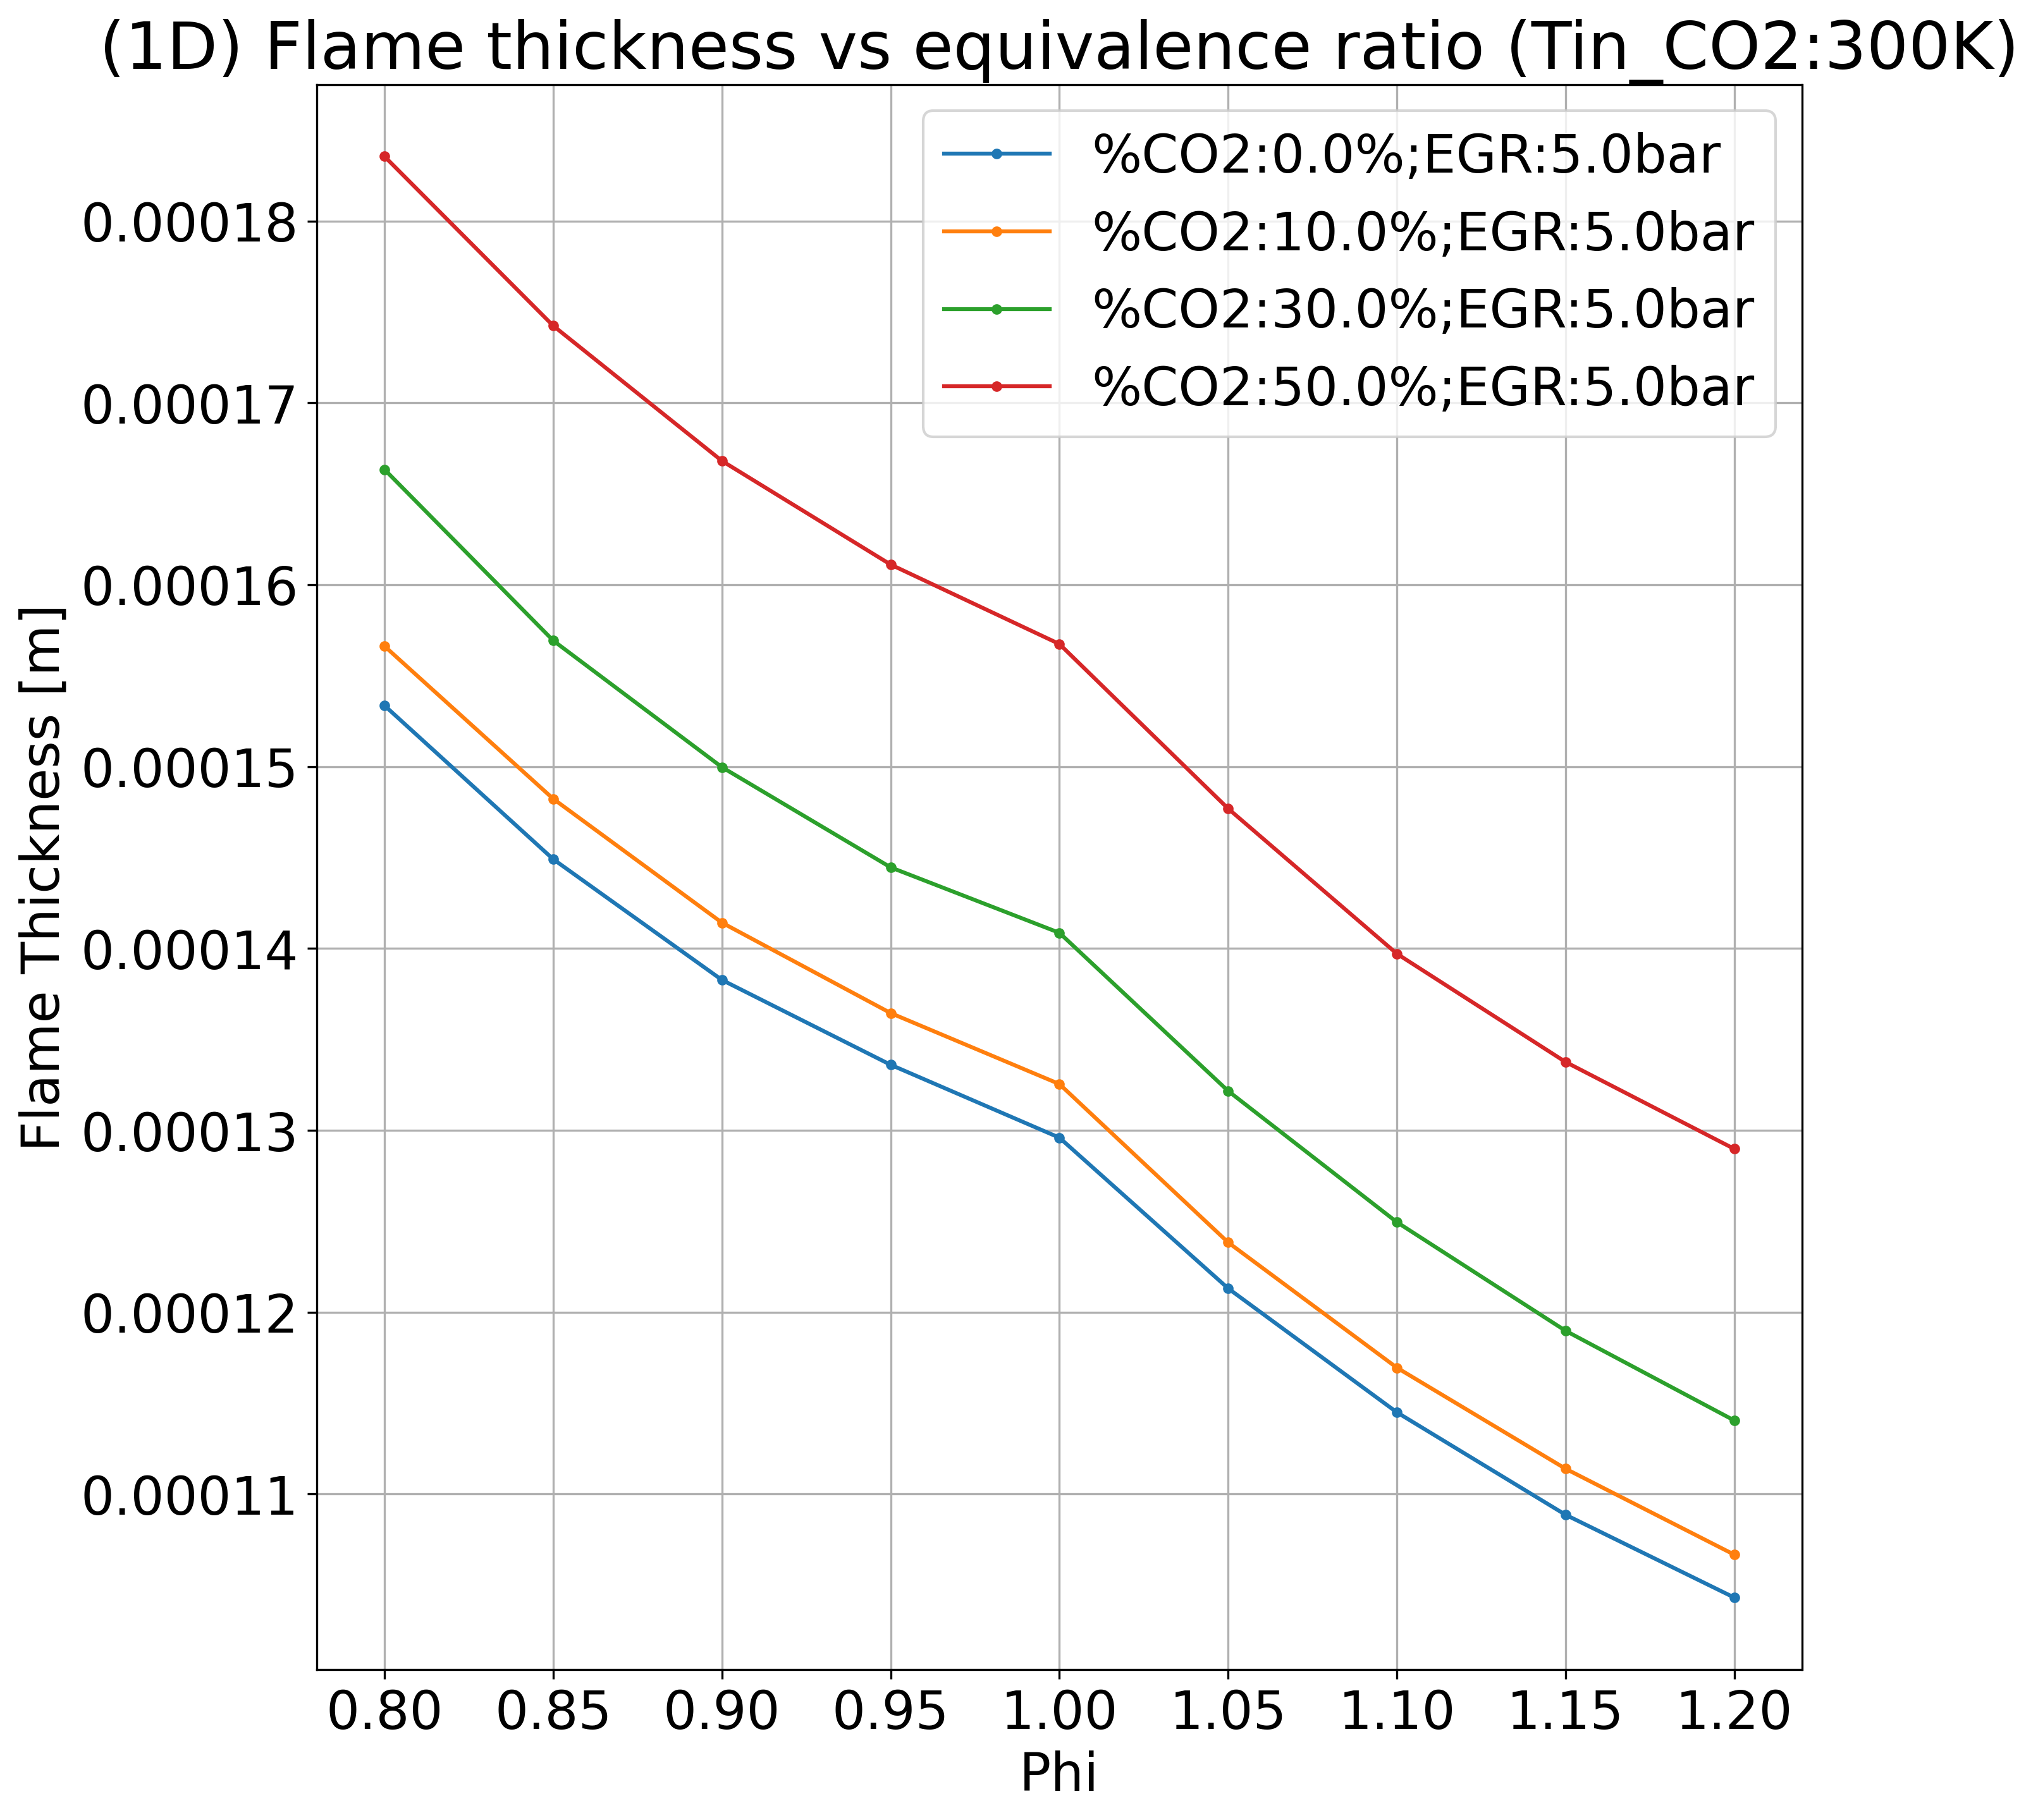 (1D) Flame thickness vs equivalence ratio (Tin_CO2:300K)
%CO2:0.0%;EGR:5.0bar
%CO2:10.0%;EGR:5.0bar
%CO2:30.0%;EGR:5.0bar
%CO2:50.0%;EGR:5.0bar
Flame Thickness [m]
0.00018
0.00017
0.00016
0.00015
0.00014
0.00013
0.00012
0.00011
0.80 0.85 0.90 0.95 1.00 1.05 1.10 1.15 1.20
Phi